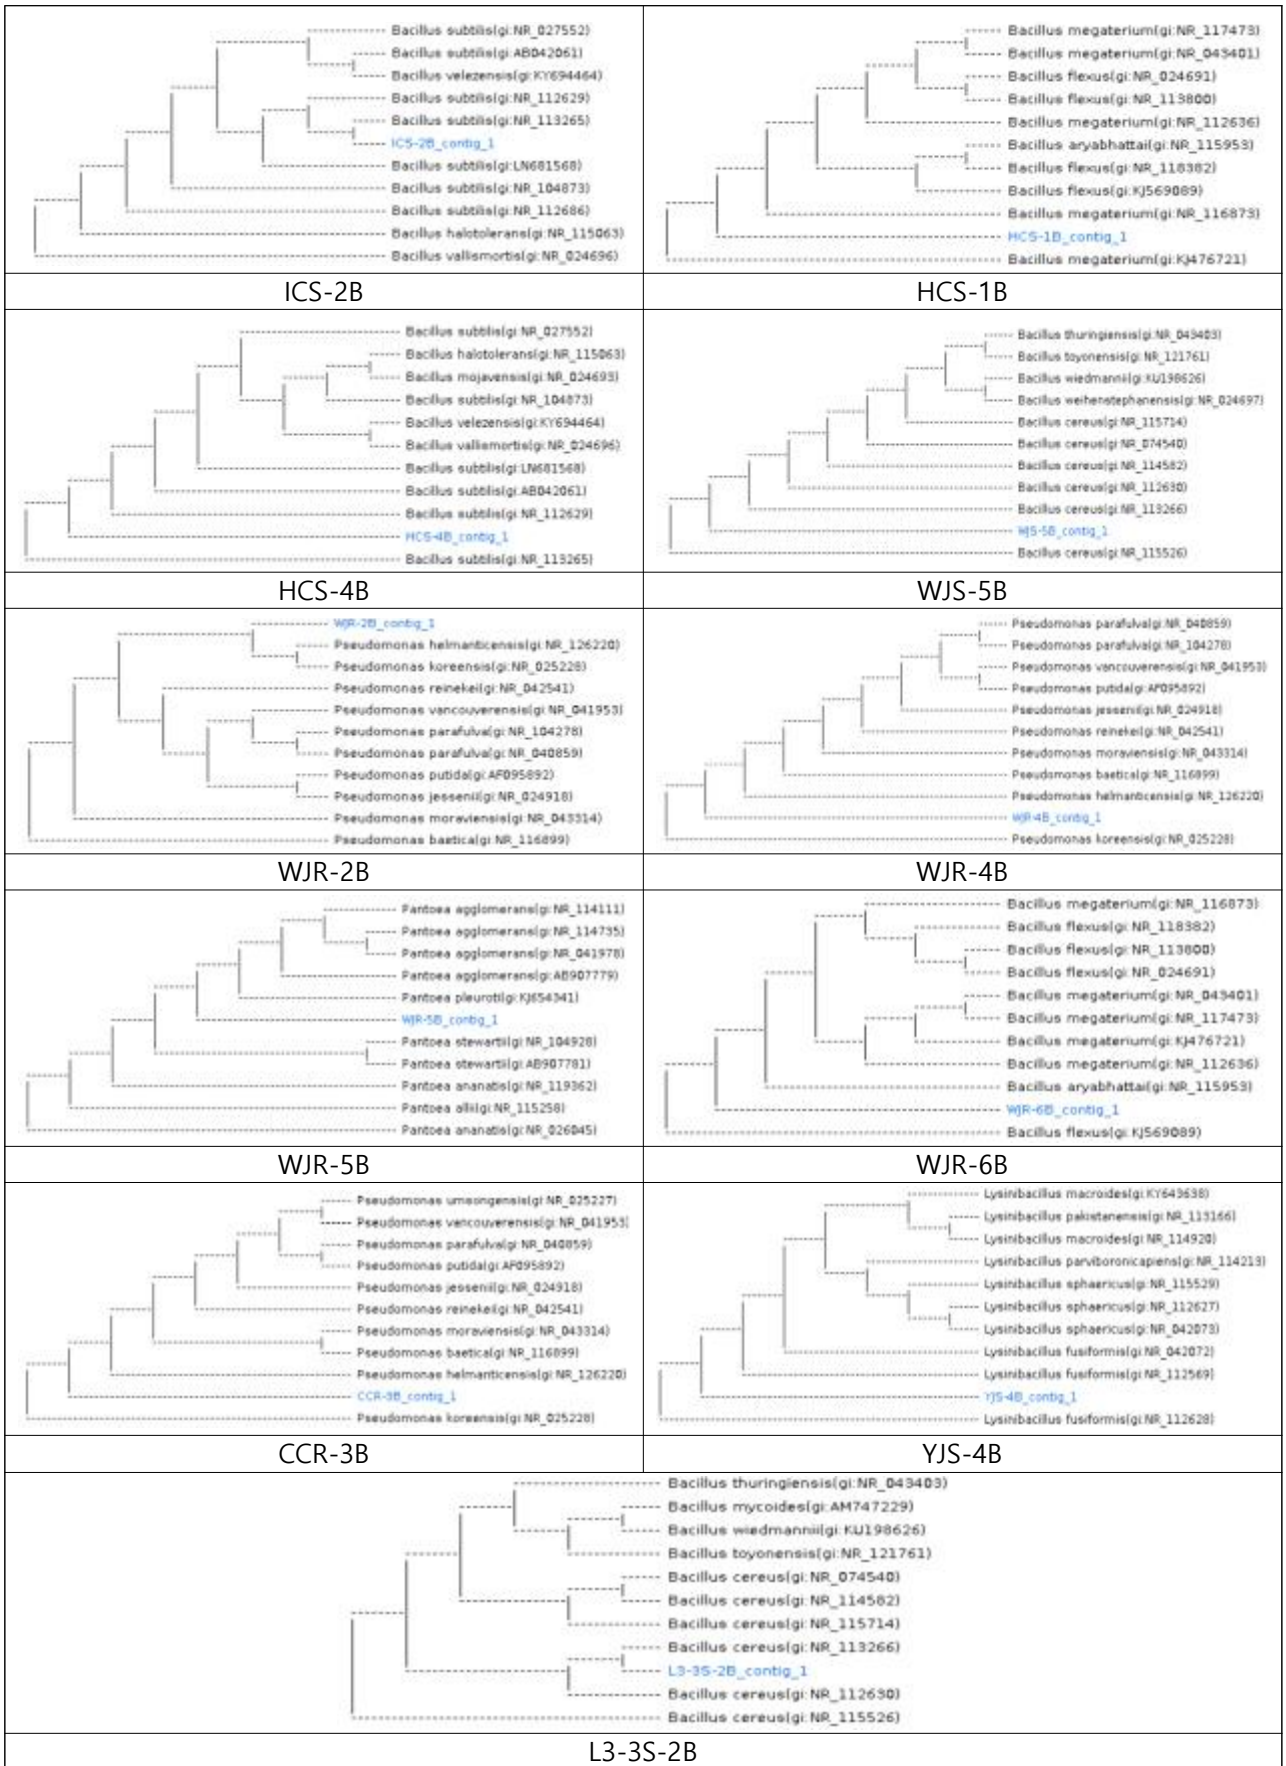 Bacillus subtilis(gi:NR_027552)
Bacillus subtilis(gi:AB042061)
Bacillus velezensis(gi:KY694464)
Bacillus subtilis(gi:NR_112629)
Bacillus subtilis(gi:NR_113265)
ICS-2B_contig_1
Bacillus subtilis(gi:LN681568)
Bacillus subtilis(gi:NR_104873)
Bacillus subtilis(gi:NR_112686)
Bacillus halotolerans(gi:NR_115063)
Bacillus vallismortis(gi:NR_024696)
ICS-2B
Bacillus megaterium(gi:NR_117473)
Bacillus megaterium(gi:NR_043401)
Bacillus flexus(gi:NR_024691)
Bacillus flexus(gi:NR_113800)
Bacillus megaterium(gi:NR_112636)
Bacillus aryabhattai(gi:NR_115953)
Bacillus flexus(gi:NR_118382)
Bacillus flexus(gi:KJ569089)
Bacillus megaterium(gi:NR_116873)
HCS-1B_contig_1
Bacillus megaterium(gi:KJ476721)
HCS-1B
Bacillus subtilis(gi:NR_027552)
Bacillus halotolerans(gi:NR_115063)
Bacillus mojavensis(gi:NR_024693)
Bacillus subtilis(gi:NR_104873)
Bacillus velezensis(gi:KY694464)
Bacillus vallismortis(gi:NR_024696)
Bacillus subtilis(gi:LN681568)
Bacillus subtilis(gi:AB042061)
Bacillus subtilis(gi:NR_112629)
HCS-4B_contig_1
Bacillus subtilis(gi:NR_113265)
HCS-4B
Bacillus thuringiensis(gi:NR_043403)
Bacillus toyonensis(gi:NR_121761)
Bacillus wiedmannii(gi:KU198626)
Bacillus weihenstephanensis(gi:NR_024697)
Bacillus cereus(gi:NR_115714)
Bacillus cereus(gi:NR_074540)
Bacillus cereus(gi:NR_114582)
Bacillus cereus(gi:NR_112630)
Bacillus cereus(gi:NR_113266)
WJS-5B_contig_1
Bacillus cereus(gi:NR_115526)
WJS-5B
WJR-2B_contig_1
Pseudomonas helmanticensis(gi:NR_126220)
Pseudomonas koreensis(gi:NR_025228)
Pseudomonas reinekei(gi:NR_042541)
Pseudomonas vancouverensis(gi:NR_041953)
Pseudomonas parafulva(gi:NR_104278)
Pseudomonas parafulva(gi:NR_040859)
Pseudomonas putida(gi:AF095892)
Pseudomonas jessenii(gi:NR_024918)
Pseudomonas moraviensis(gi:NR_043314)
Pseudomonas baetica(gi:NR_116899)
WJR-2B
Pseudomonas parafulva(gi:NR_040859)
Pseudomonas parafulva(gi:NR_104278)
Pseudomonas vancouverensis(gi:NR_041953)
Pseudomonas putida(gi:AF095892)
Pseudomonas jessenii(gi:NR_024918)
Pseudomonas reinekei(gi:NR_042541)
Pseudomonas moraviensis(gi:NR_043314)
Pseudomonas baetica(gi:NR_116899)
Pseudomonas helmanticensis(gi:NR_126220)
WJR-4B_contig_1
Pseudomonas koreensis(gi:NR_025228)
WJR-4B
Pantoea agglomerans(gi:NR_114111)
Pantoea agglomerans(gi:NR_114735)
Pantoea agglomerans(gi:NR_041978)
Pantoea agglomerans(gi:AB907779)
Pantoea pleuroti(gi:KJ654341)
WJR-5B_contig_1
Pantoea stewartii(gi:NR_104928)
Pantoea stewartii(gi:AB907781)
Pantoea ananatis(gi:NR_119362)
Pantoea allii(gi:NR_115258)
Pantoea ananatis(gi:NR_026045)
WJR-5B
Bacillus megaterium(gi:NR_116873)
Bacillus flexus(gi:NR_118382)
Bacillus flexus(gi:NR_113800)
Bacillus flexus(gi:NR_024691)
Bacillus megaterium(gi:NR_043401)
Bacillus megaterium(gi:NR_117473)
Bacillus megaterium(gi:KJ476721)
Bacillus megaterium(gi:NR_112636)
Bacillus aryabhattai(gi:NR_115953)
WJR-6B_contig_1
Bacillus flexus(gi:KJ569089)
WJR-6B
Pseudomonas umsongensis(gi:NR_025227)
Pseudomonas vancouverensis(gi:NR_041953)
Pseudomonas parafulva(gi:NR_040859)
Pseudomonas putida(gi:AF095892)
Pseudomonas jessenii(gi:NR_024918)
Pseudomonas reinekei(gi:NR_042541)
Pseudomonas moraviensis(gi:NR_043314)
Pseudomonas baetica(gi:NR_116899)
Pseudomonas helmanticensis(gi:NR_126220)
CCR-3B_contig_1
Pseudomonas koreensis(gi:NR_025228)
CCR-3B
Lysinibacillus macroides(gi:KY643638)
Lysinibacillus pakistanensis(gi:NR_113166)
Lysinibacillus macroides(gi:NR_114920)
Lysinibacillus parviboronicapiens(gi:NR_114213)
Lysinibacillus sphaericus(gi:NR_115529)
Lysinibacillus sphaericus(gi:NR_112627)
Lysinibacillus sphaericus(gi:NR_042073)
Lysinibacillus fusiformis(gi:NR_042072)
Lysinibacillus fusiformis(gi:NR_112569)
YJS-4B_contig_1
Lysinibacillus fusiformis(gi:NR_112628)
YJS-4B
Bacillus thuringiensis(gi:NR_043403)
Bacillus mycoides(gi:AM747229)
Bacillus wiedmannii(gi:KU198626)
Bacillus toyonensis(gi:NR_121761)
Bacillus cereus(gi:NR_074540)
Bacillus cereus(gi:NR_114582)
Bacillus cereus(gi:NR_115714)
Bacillus cereus(gi:NR_113266)
L3-3S-2B_contig_1
Bacillus cereus(gi:NR_112630)
Bacillus cereus(gi:NR_115526)
L3-3S-2B